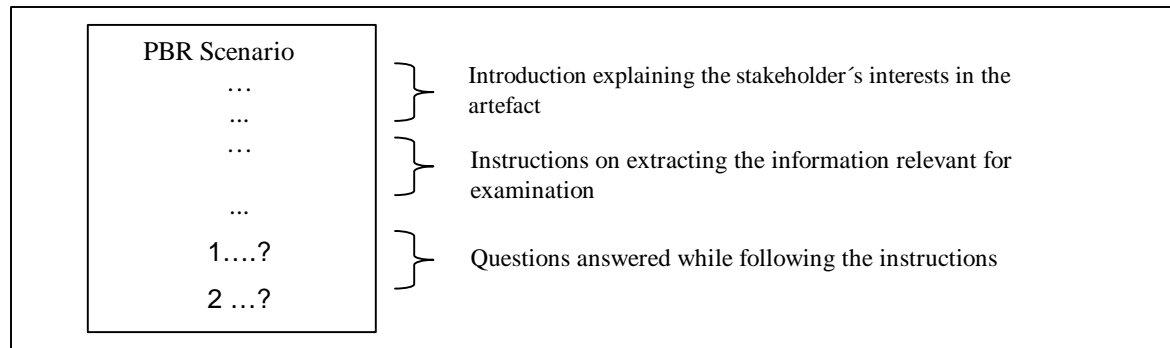 PBR Scenario
…
...
…
...
1….?
2 …?
Introduction explaining the stakeholder´s interests in the
artefact
Instructions on extracting the information relevant for
examination
Questions answered while following the instructions